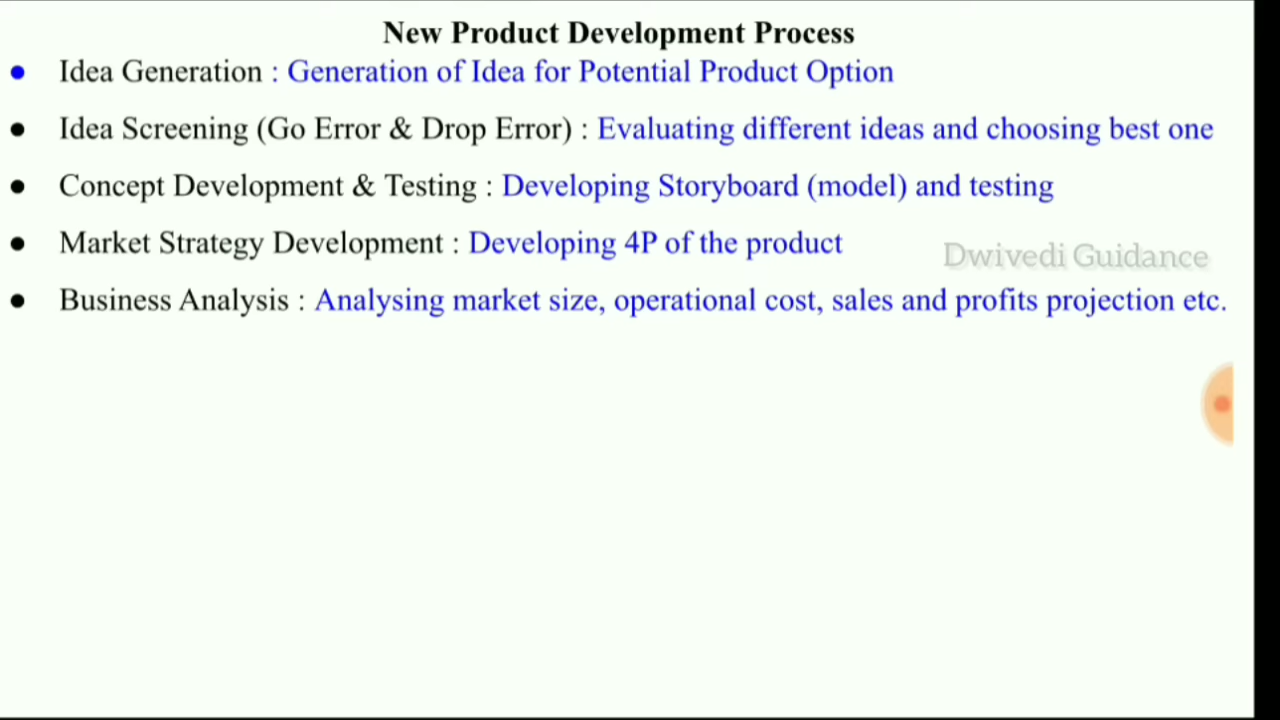 New Product Development Process
● Idea Generation : Generation of Idea for Potential Product Option
● Idea Screening (Go Error & Drop Error) : Evaluating different ideas and choosing best one
● Concept Development & Testing : Developing Storyboard (model) and testing
● Market Strategy Development : Developing 4P of the product
Dwivedi Guidance
● Business Analysis : Analysing market size, operational cost, sales and profits projection etc.